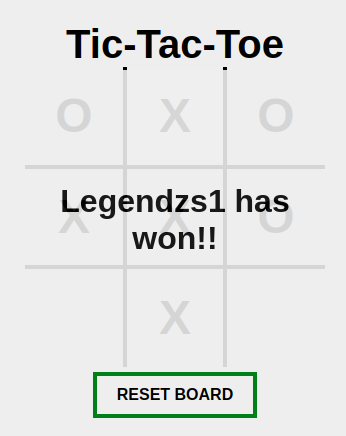 Tic-Tac-Toe
O X O
Legendzs1 has
X X O
won!!
X
RESET BOARD